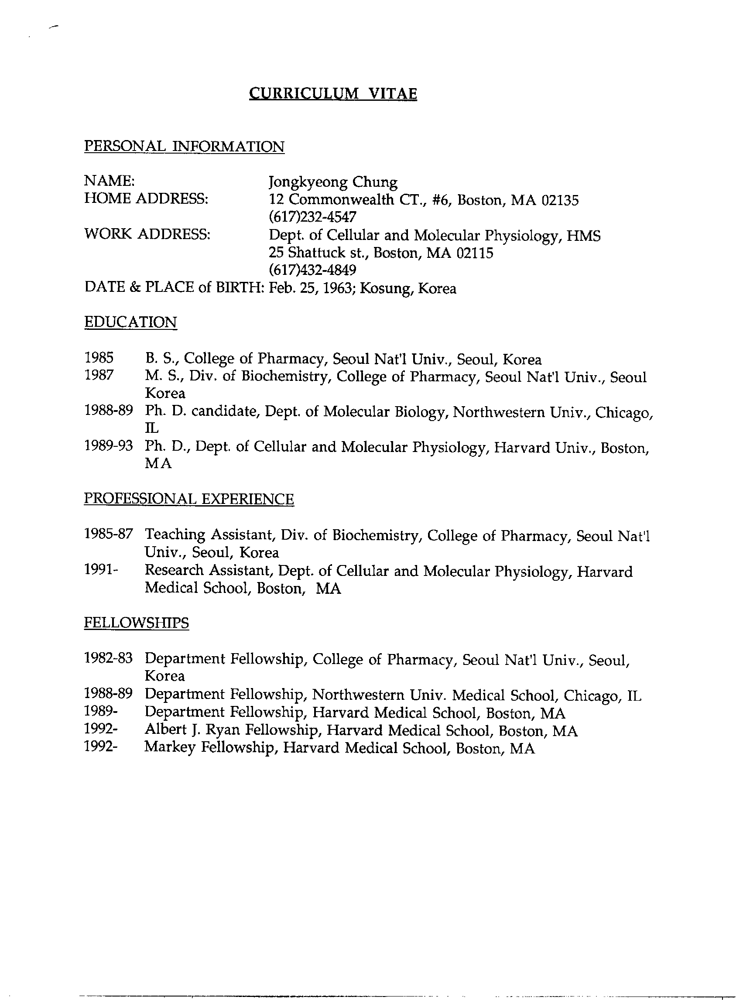 CURRICULUM VITAE
PERSONAL INFORMATION
NAME: Jongkyeong Chung
HOME ADDRESS: 12 Commonwealth CT., #6, Boston, MA 02135
(617)232-4547
WORK ADDRESS: Dept. of Cellular and Molecular Physiology, HMS
25 Shattuck st., Boston, MA 02115
(617)432-4849
DATE & PLACE of BIRTH: Feb. 25, 1963; Kosung, Korea
EDUCATION
1985 B. S., College of Pharmacy, Seoul Nat'l Univ., Seoul, Korea
1987 M. S., Div. of Biochemistry, College of Pharmacy, Seoul Nat'l Univ., Seoul
Korea
1988-89 Ph. D. candidate, Dept. of Molecular Biology, Northwestern Univ., Chicago,
IL
1989-93 Ph. D., Dept. of Cellular and Molecular Physiology, Harvard Univ., Boston,
MA
PROFESSIONAL EXPERIENCE
1985-87 Teaching Assistant, Div. of Biochemistry, College of Pharmacy, Seoul Nat'l
Univ., Seoul, Korea
1991- Research Assistant, Dept. of Cellular and Molecular Physiology, Harvard
Medical School, Boston, MA
FELLOWSHIPS
1982-83 Department Fellowship, College of Pharmacy, Seoul Nat'l Univ., Seoul,
Korea
1988-89 Department Fellowship, Northwestern Univ. Medical School, Chicago, IL
1989- Department Fellowship, Harvard Medical School, Boston, MA
1992- Albert J. Ryan Fellowship, Harvard Medical School, Boston, MA
1992- Markey Fellowship, Harvard Medical School, Boston, MA